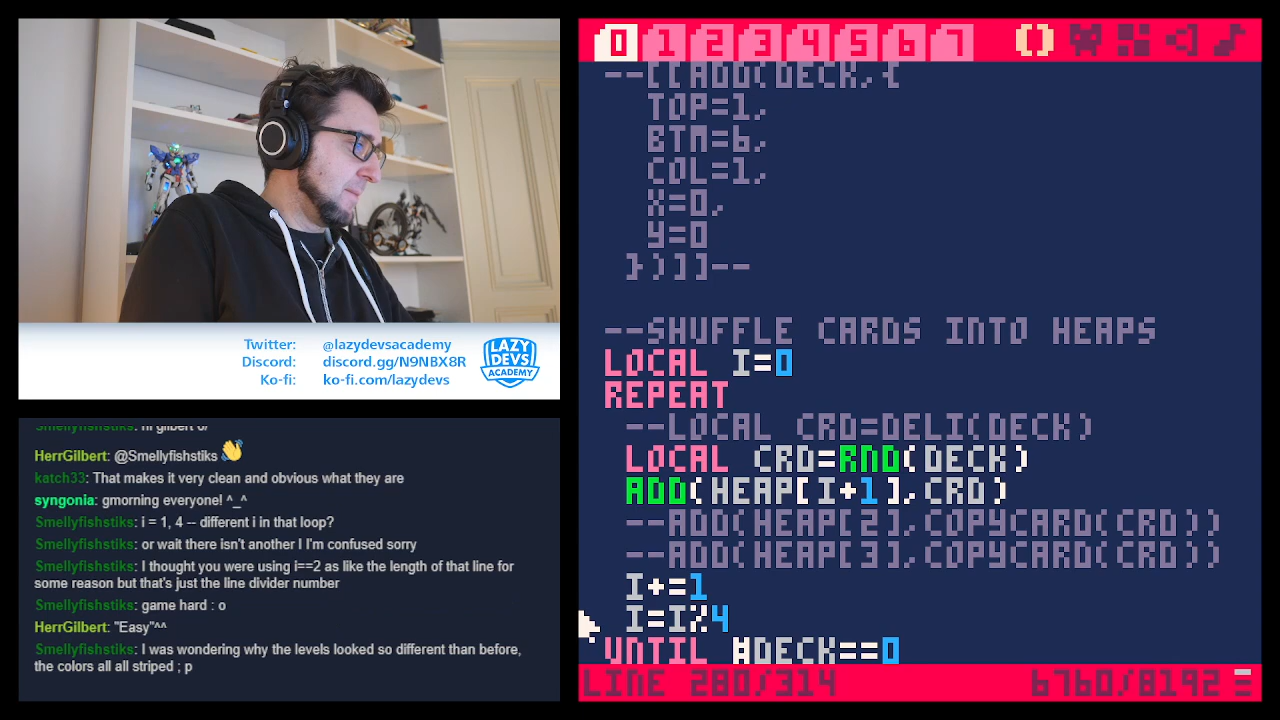 Twitter: @lazydevsacademy
Discord: discord.gg/N9NBX8R
Ko-fi: ko-fi.com/lazydevs
LAZY
DEVS
ACADEMY
Smellyfishstiks: hi gilbert o/
HerrGilbert: @Smellyfishstiks 👋
katch33: That makes it very clean and obvious what they are
syngonia: gmorning everyone! ^_^
Smellyfishstiks: i = 1, 4 -- different i in that loop?
Smellyfishstiks: or wait there isn't another I I'm confused sorry
Smellyfishstiks: I thought you were using i==2 as like the length of that line for
some reason but that's just the line divider number
Smellyfishstiks: game hard : o
HerrGilbert: "Easy"^^
Smellyfishstiks: I was wondering why the levels looked so different than before,
the colors all all striped ; p
0 1 2 3 4 5 6 7 ()
--[[ADD(DECK,{
TOP=1,
BTM=6,
COL=1,
X=0,
Y=0
})]]--
--SHUFFLE CARDS INTO HEAPS
LOCAL I=0
REPEAT
--LOCAL CRD=DELI(DECK)
LOCAL CRD=RND(DECK)
ADD(HEAP[I+1],CRD)
--ADD(HEAP[2],COPYCARD(CRD))
--ADD(HEAP[3],COPYCARD(CRD))
I+=1
I=I%4
UNTIL #DECK==0
LINE 280/314 6760/8192